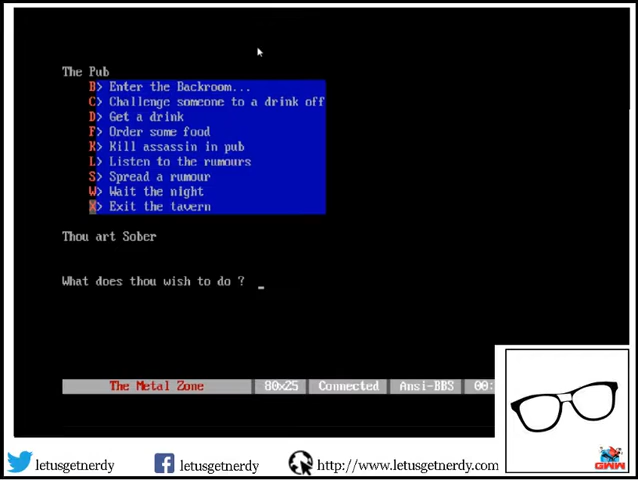 The Pub
B> Enter the Backroom...
C> Challenge someone to a drink off
D> Get a drink
F> Order some food
K> Kill assassin in pub
L> Listen to the rumours
S> Spread a rumour
W> Wait the night
X> Exit the tavern
Thou art Sober
What does thou wish to do ? _
The Metal Zone 80x25 Connected Ansi-BBS 00:
GWW
letusgetnerdy letusgetnerdy http://www.letusgetnerdy.com